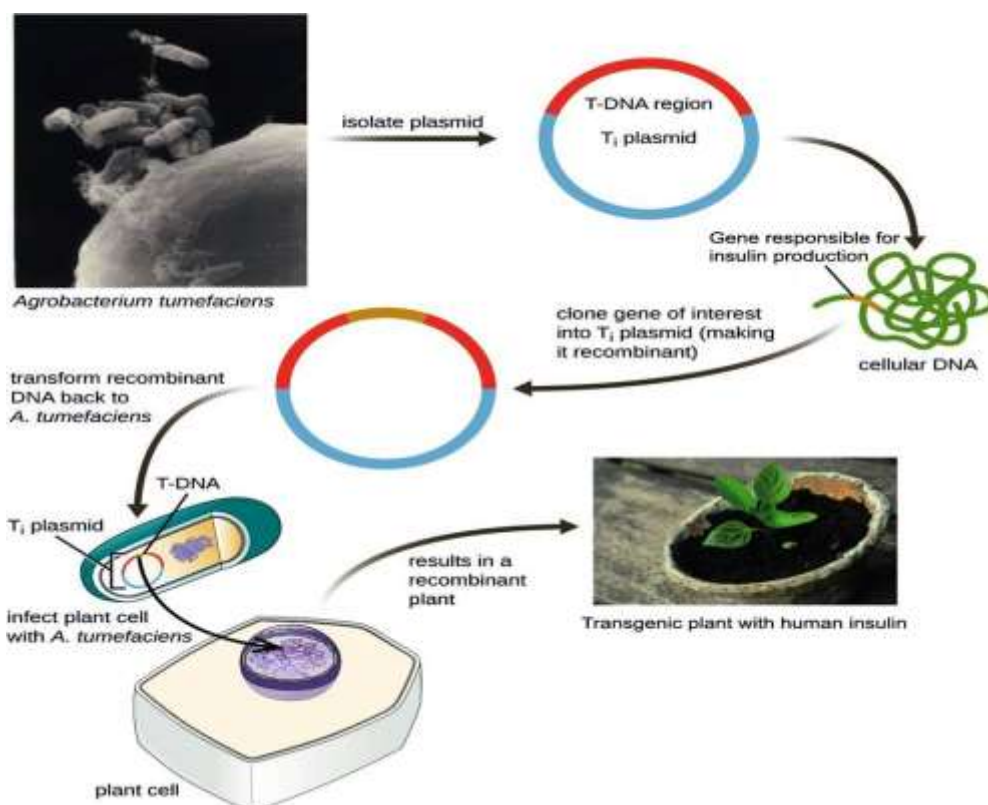 isolate plasmid
T-DNA region
Ti plasmid
Agrobacterium tumefaciens
Gene responsible for
insulin production
cellular DNA
clone gene of interest
into Ti plasmid (making
it recombinant)
transform recombinant
DNA back to
A. tumefaciens
T-DNA
Ti plasmid
infect plant cell
with A. tumefaciens
plant cell
results in a
recombinant
plant
Transgenic plant with human insulin